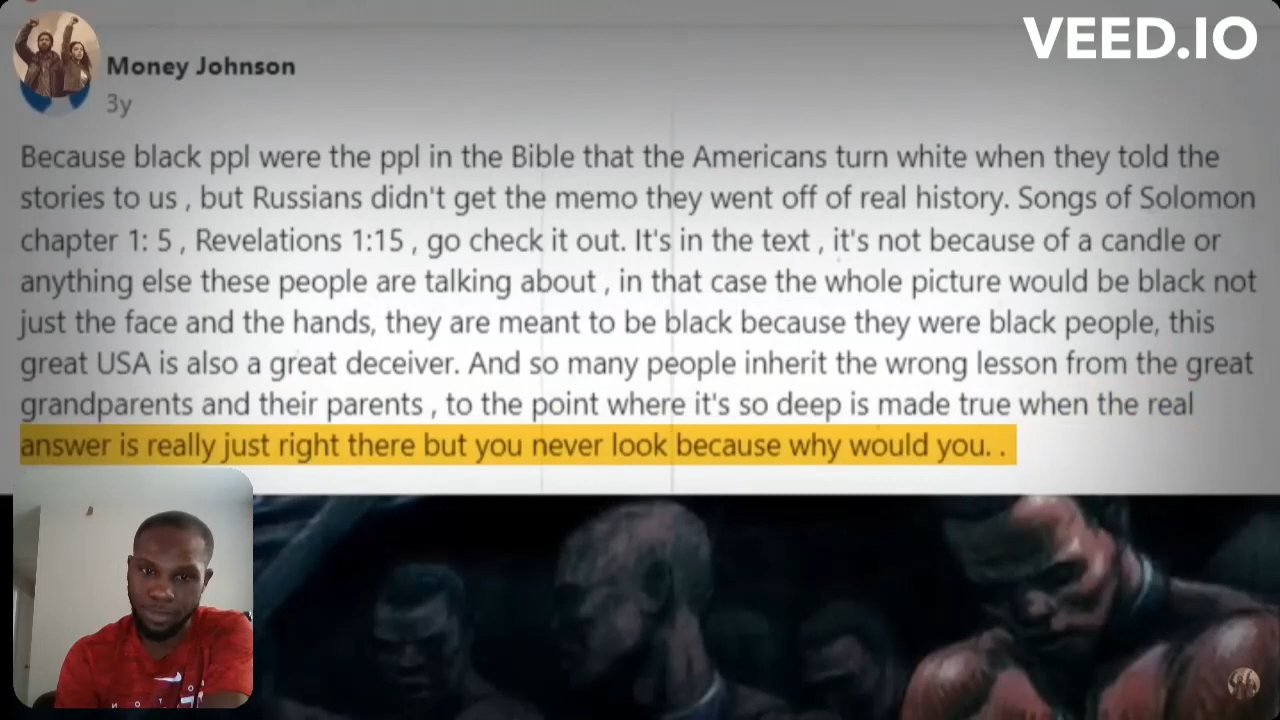 VEED.IO
Money Johnson
3y
Because black ppl were the ppl in the Bible that the Americans turn white when they told the
stories to us , but Russians didn't get the memo they went off of real history. Songs of Solomon
chapter 1: 5 , Revelations 1:15 , go check it out. It's in the text , it's not because of a candle or
anything else these people are talking about , in that case the whole picture would be black not
just the face and the hands, they are meant to be black because they were black people, this
great USA is also a great deceiver. And so many people inherit the wrong lesson from the great
grandparents and their parents , to the point where it's so deep is made true when the real
answer is really just right there but you never look because why would you. .